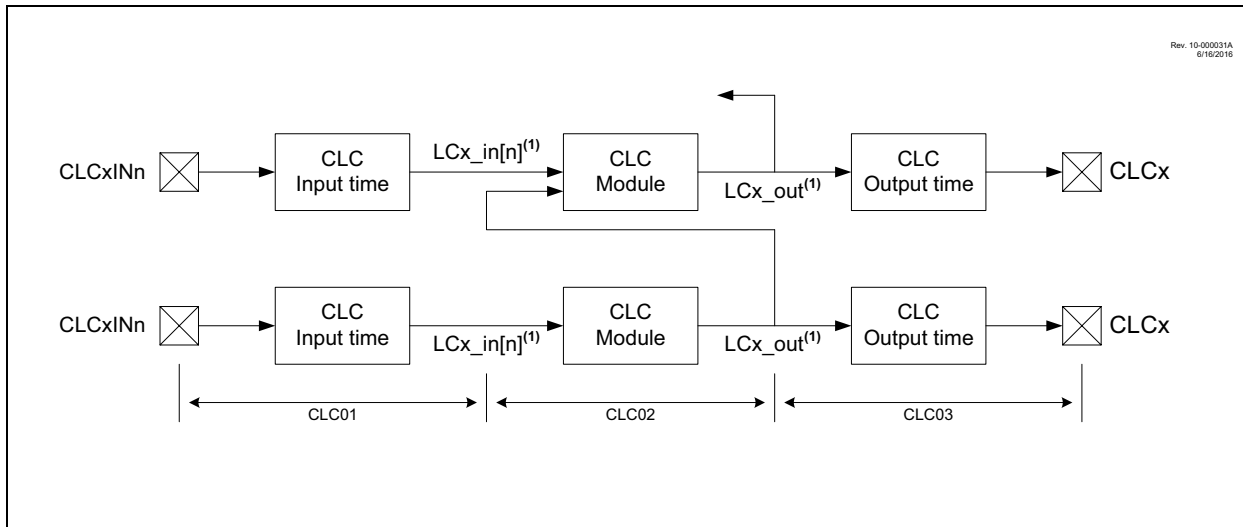 Rev. 10-000031A
6/16/2016
CLCxINn
CLC
Input time
LCx_in[n](1)
CLC
Module
LCx_out(1)
CLC
Output time
CLCx
CLCxINn
CLC
Input time
LCx_in[n](1)
CLC
Module
LCx_out(1)
CLC
Output time
CLCx
CLC01
CLC02
CLC03